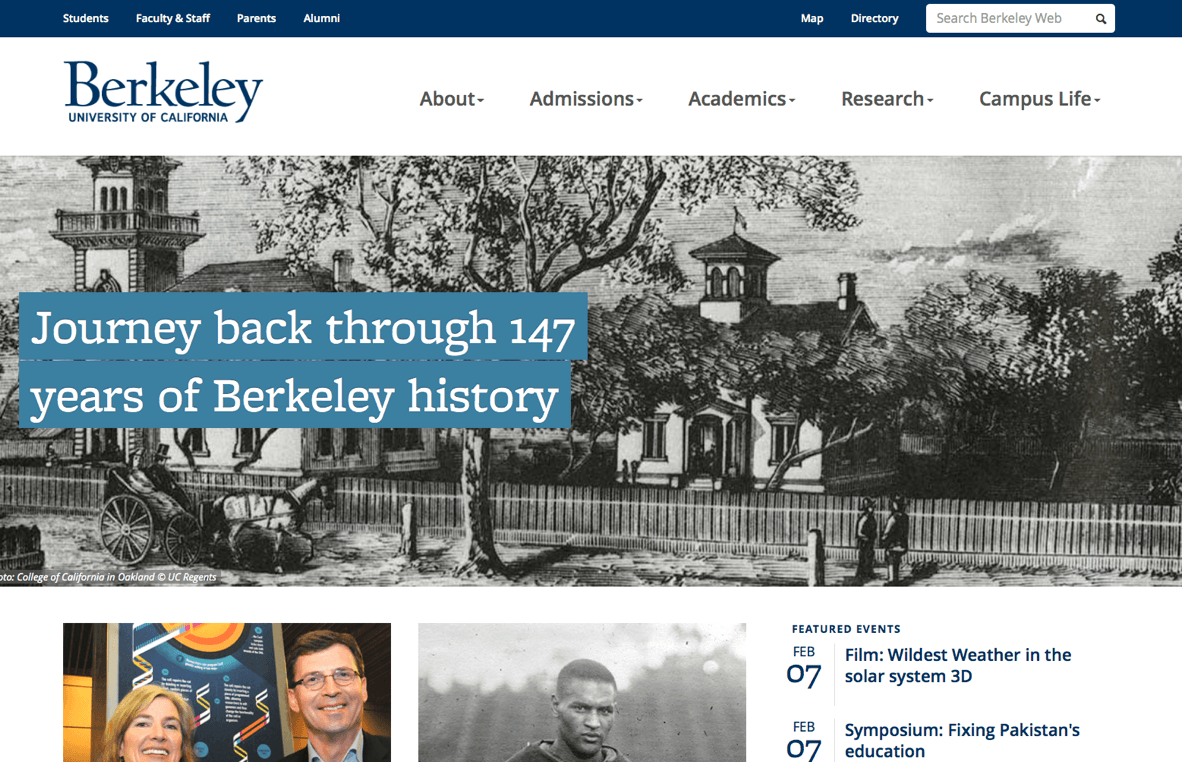 Students Faculty & Staff Parents Alumni Map Directory Search Berkeley Web
Berkeley
UNIVERSITY OF CALIFORNIA
About Admissions Academics Research Campus Life
Journey back through 147
years of Berkeley history
oto: College of California in Oakland © UC Regents
FEATURED EVENTS
FEB
07
Film: Wildest Weather in the
solar system 3D
FEB
07
Symposium: Fixing Pakistan's
education